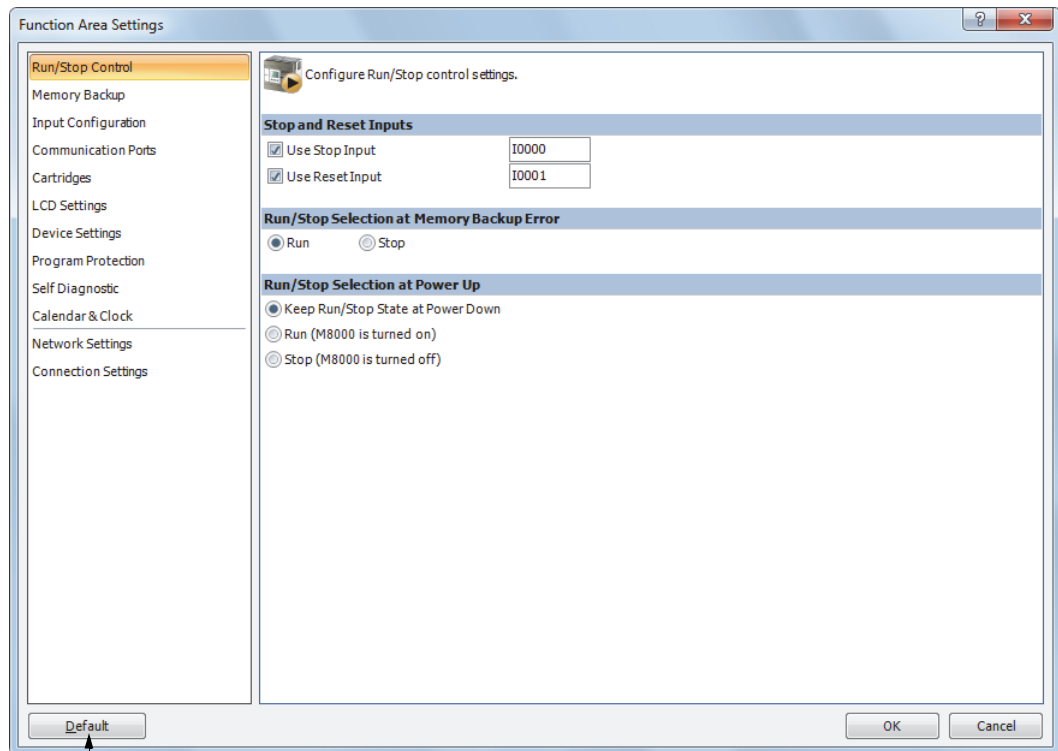 Function Area Settings
?
X
Run/Stop Control
Memory Backup
Input Configuration
Communication Ports
Cartridges
LCD Settings
Device Settings
Program Protection
Self Diagnostic
Calendar & Clock
Network Settings
Connection Settings
Configure Run/Stop control settings.
Stop and Reset Inputs
Use Stop Input I0000
Use Reset Input I0001
Run/Stop Selection at Memory Backup Error
Run Stop
Run/Stop Selection at Power Up
Keep Run/Stop State at Power Down
Run (M8000 is turned on)
Stop (M8000 is turned off)
Default OK Cancel